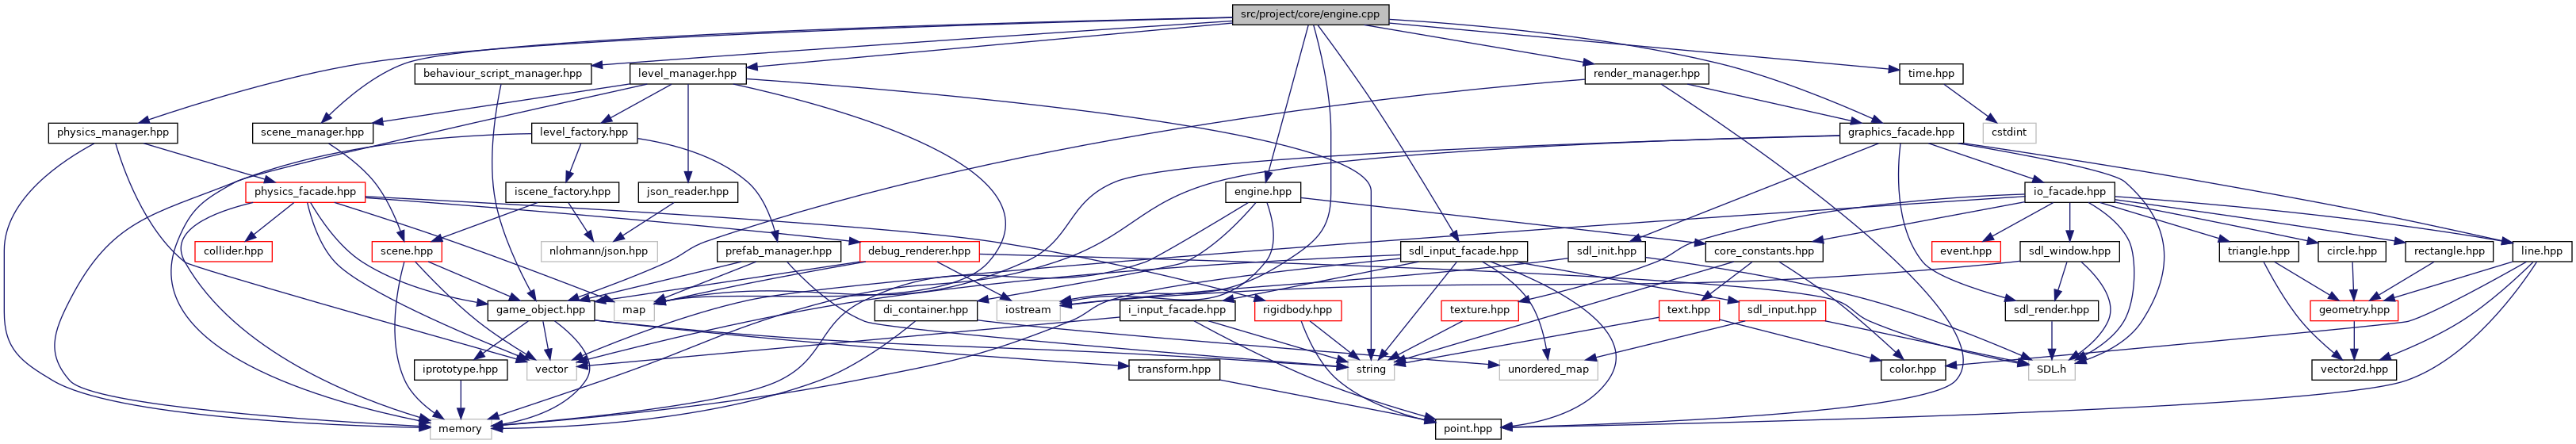 src/project/core/engine.cpp
behaviour_script_manager.hpp
level_manager.hpp
render_manager.hpp
time.hpp
physics_manager.hpp
scene_manager.hpp
level_factory.hpp
graphics_facade.hpp
cstdint
physics_facade.hpp
iscene_factory.hpp
json_reader.hpp
engine.hpp
io_facade.hpp
collider.hpp
scene.hpp
nlohmann/json.hpp
prefab_manager.hpp
debug_renderer.hpp
sdl_input_facade.hpp
sdl_init.hpp
core_constants.hpp
event.hpp
sdl_window.hpp
triangle.hpp
circle.hpp
rectangle.hpp
line.hpp
game_object.hpp
map
di_container.hpp
iostream
i_input_facade.hpp
rigidbody.hpp
texture.hpp
text.hpp
sdl_input.hpp
sdl_render.hpp
geometry.hpp
iprototype.hpp
vector
transform.hpp
string
unordered_map
color.hpp
SDL.h
vector2d.hpp
memory
point.hpp